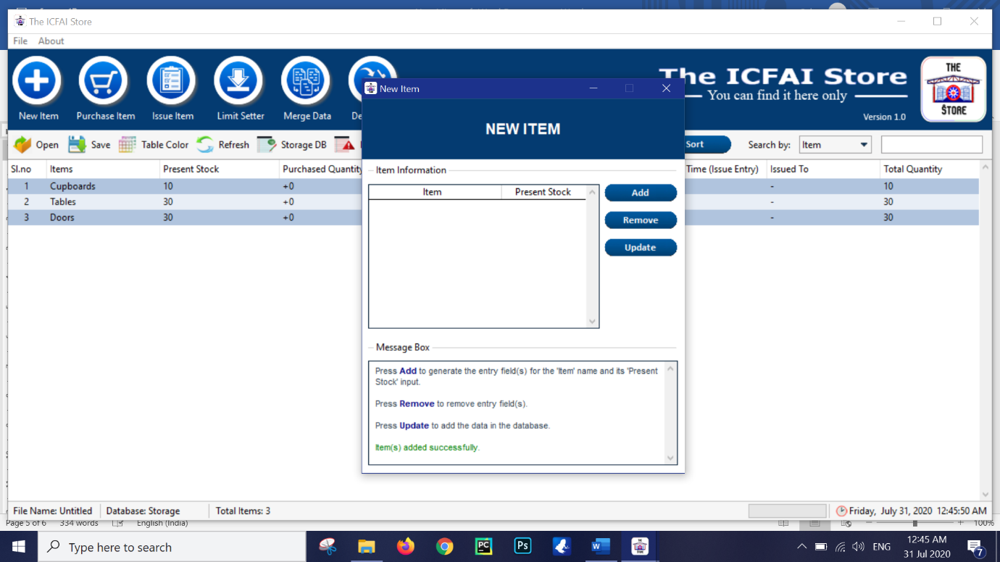 The ICFAI Store
File About
The ICFAI Store
You can find it here only
Version 1.0
THE
STORE
New Item Purchase Item Issue Item Limit Setter Merge Data
Open Save Table Color Refresh Storage DB Sort Search by: Item
Sl.no Items Present Stock Purchased Quantity Time (Issue Entry) Issued To Total Quantity
1 Cupboards 10 +0 - 10
2 Tables 30 +0 - 30
3 Doors 30 +0 - 30
New Item
NEW ITEM
Item Information
Item Present Stock
Add
Remove
Update
Message Box
Press Add to generate the entry field(s) for the 'Item' name and its 'Present
Stock' input.
Press Remove to remove entry field(s).
Press Update to add the data in the database.
Item(s) added successfully.
File Name: Untitled Database: Storage Total Items: 3 Friday, July 31, 2020 12:45:50 AM
Page 5 of 6 334 words English (India) 100%
Type here to search PC Ps W ENG 12:45 AM
31 Jul 2020
7